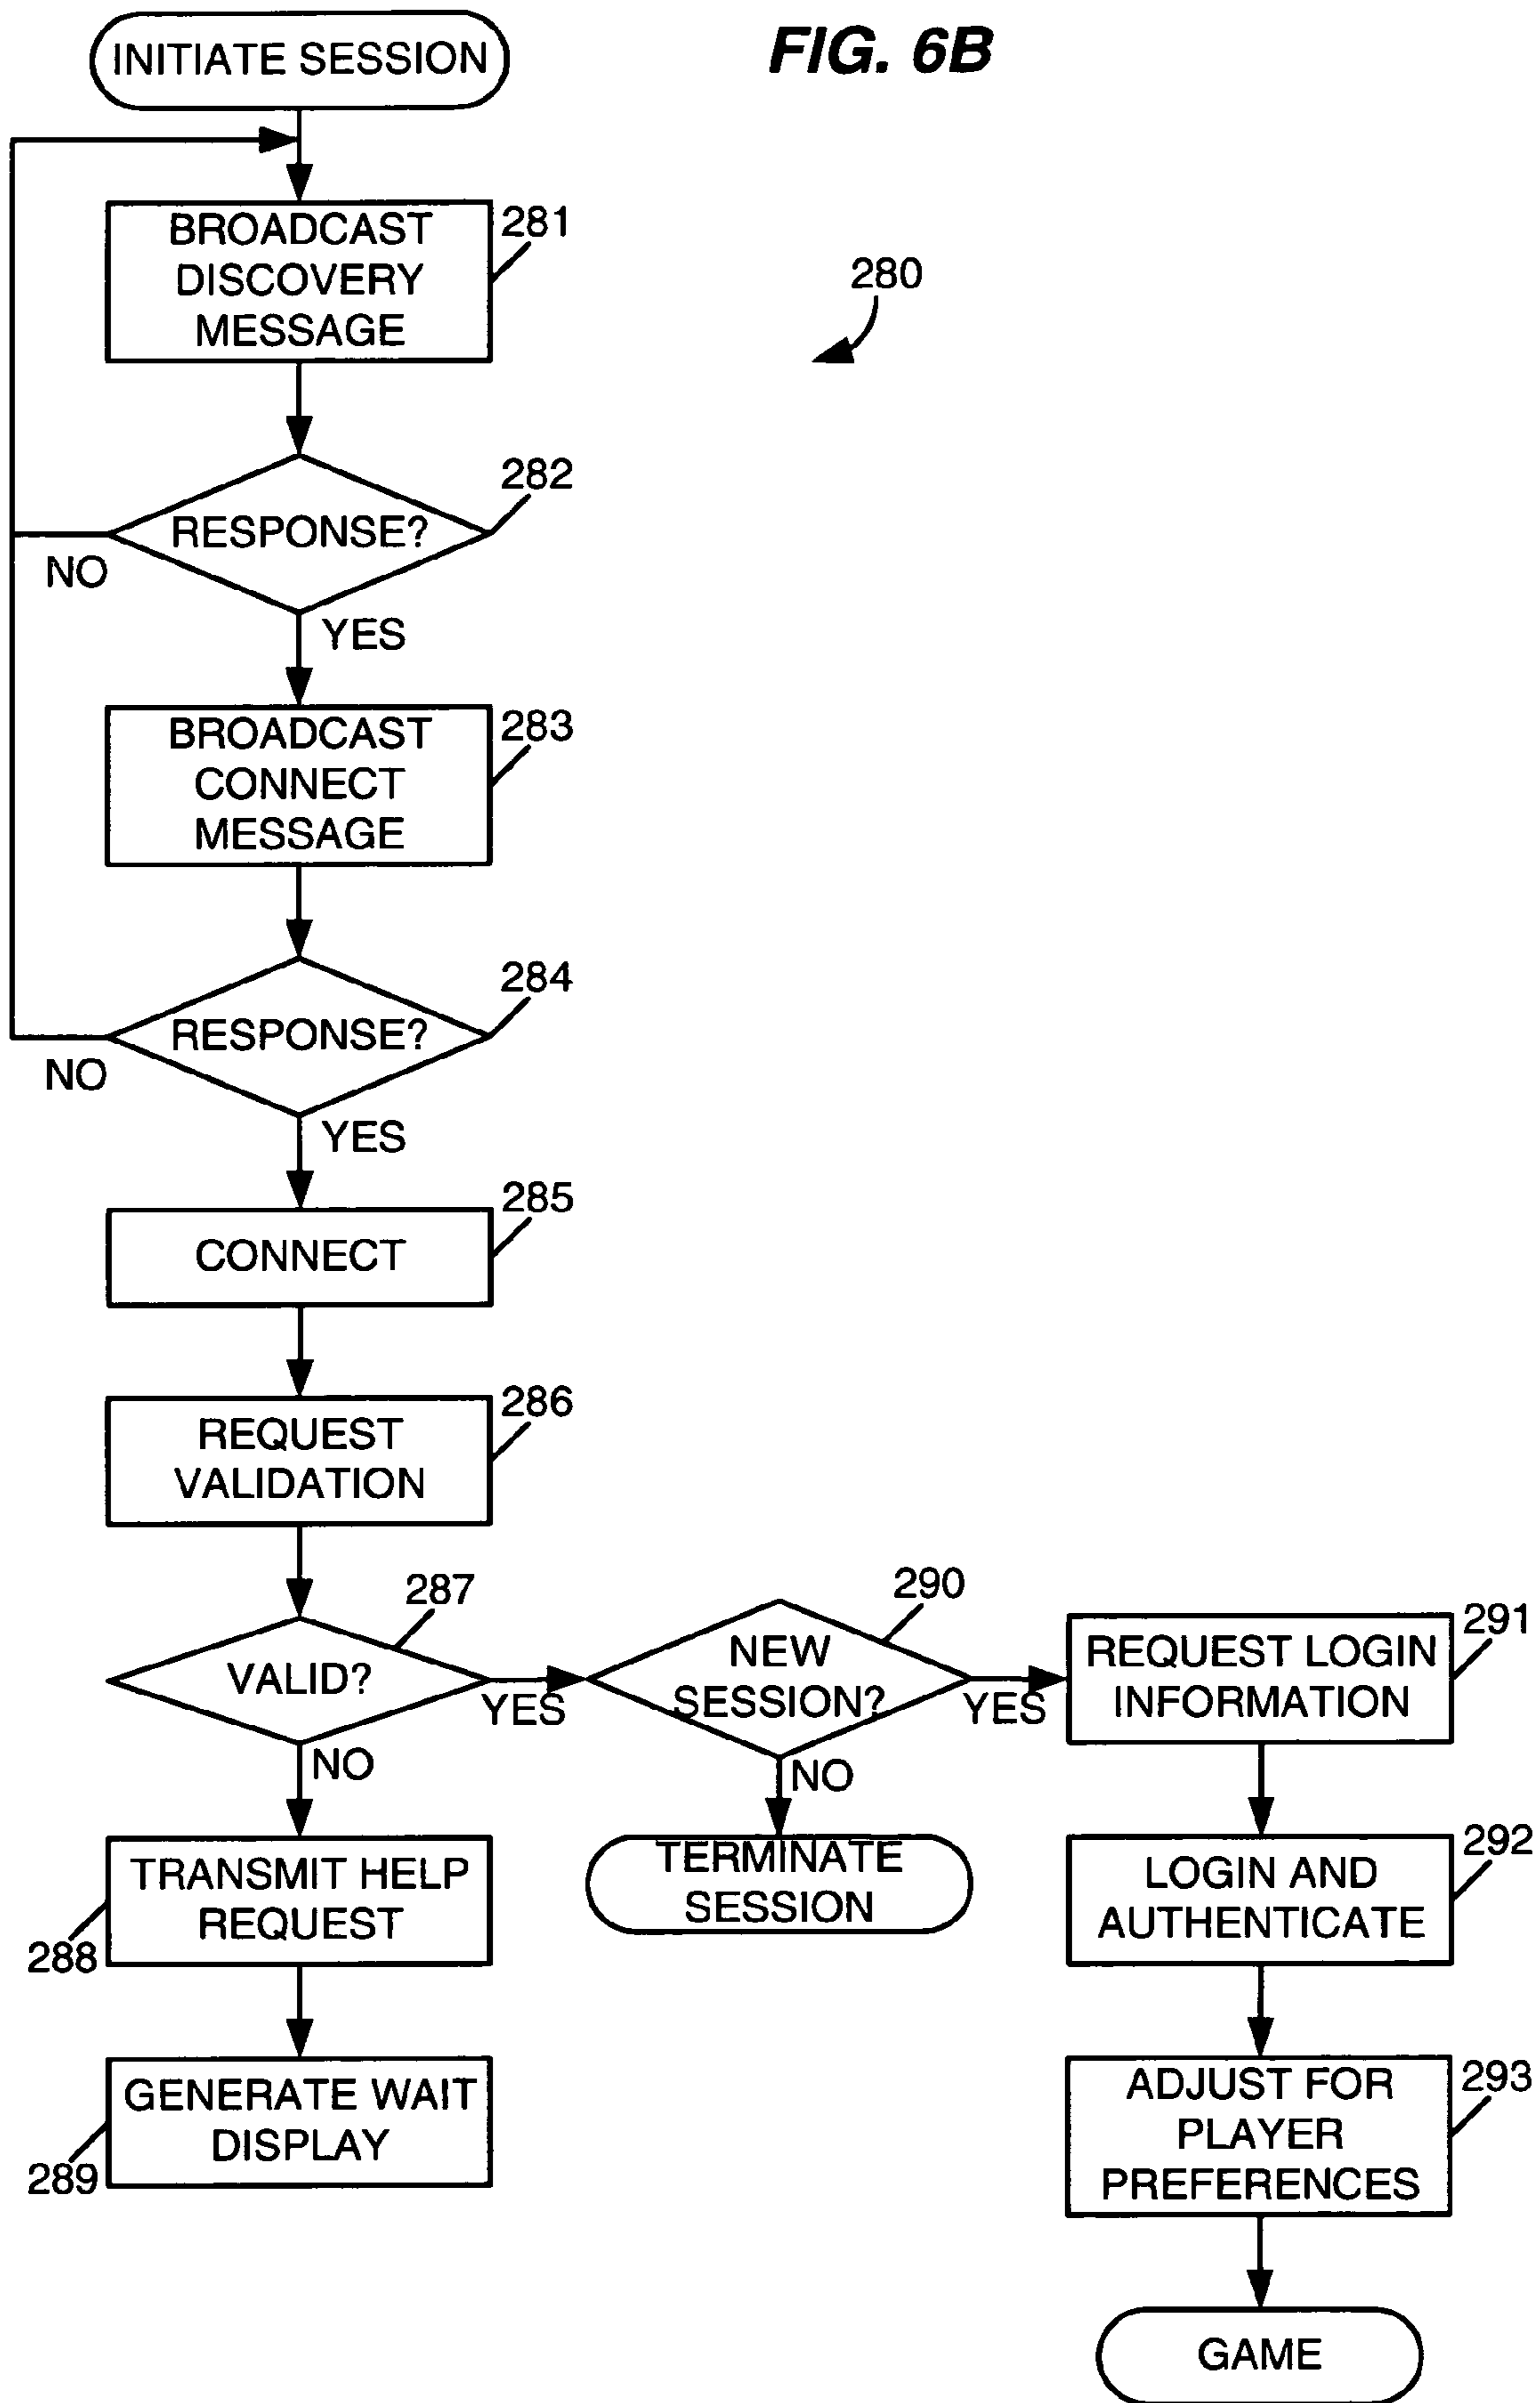 FIG. 6B
INITIATE SESSION
BROADCAST
DISCOVERY
MESSAGE
281
280
RESPONSE?
282
NO
YES
BROADCAST
CONNECT
MESSAGE
283
RESPONSE?
284
NO
YES
CONNECT
285
REQUEST
VALIDATION
286
VALID?
287
YES
NO
NEW
SESSION?
290
YES
NO
REQUEST LOGIN
INFORMATION
291
TRANSMIT HELP
REQUEST
288
TERMINATE
SESSION
LOGIN AND
AUTHENTICATE
292
GENERATE WAIT
DISPLAY
289
ADJUST FOR
PLAYER
PREFERENCES
293
GAME